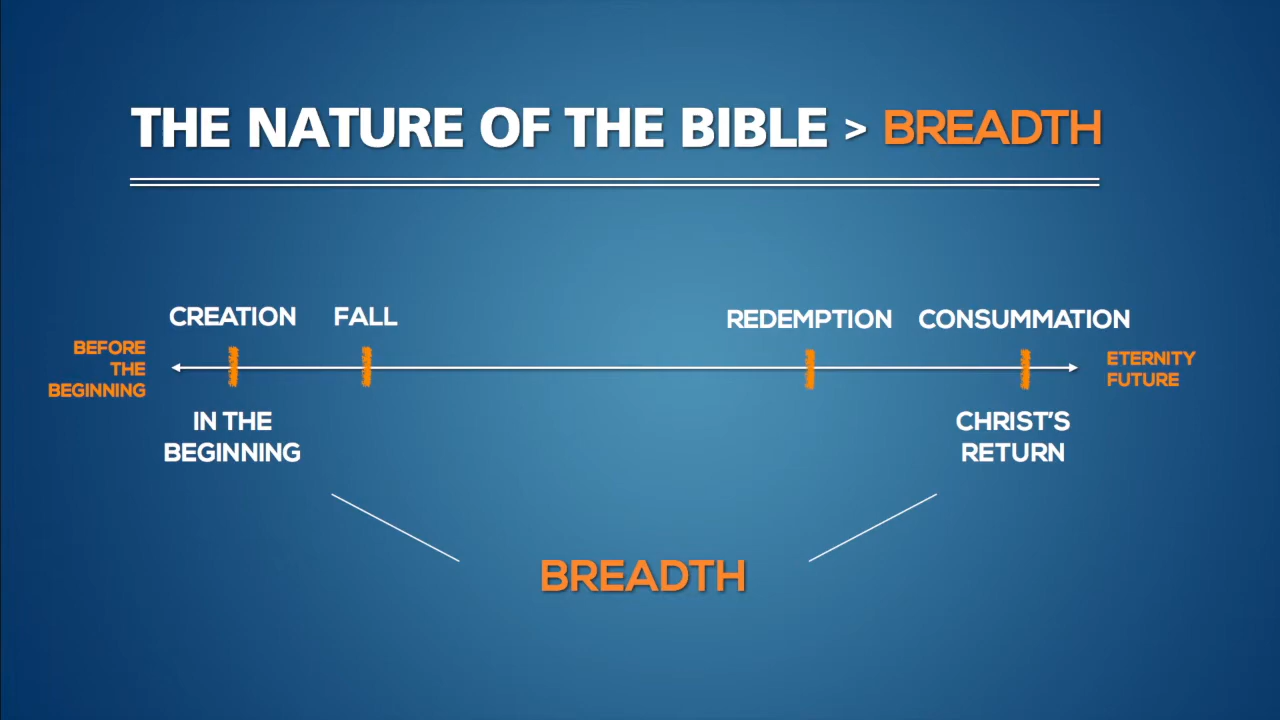 THE NATURE OF THE BIBLE > BREADTH
CREATION
FALL
REDEMPTION
CONSUMMATION
BEFORE
THE
BEGINNING
ETERNITY
FUTURE
IN THE
BEGINNING
CHRIST'S
RETURN
BREADTH